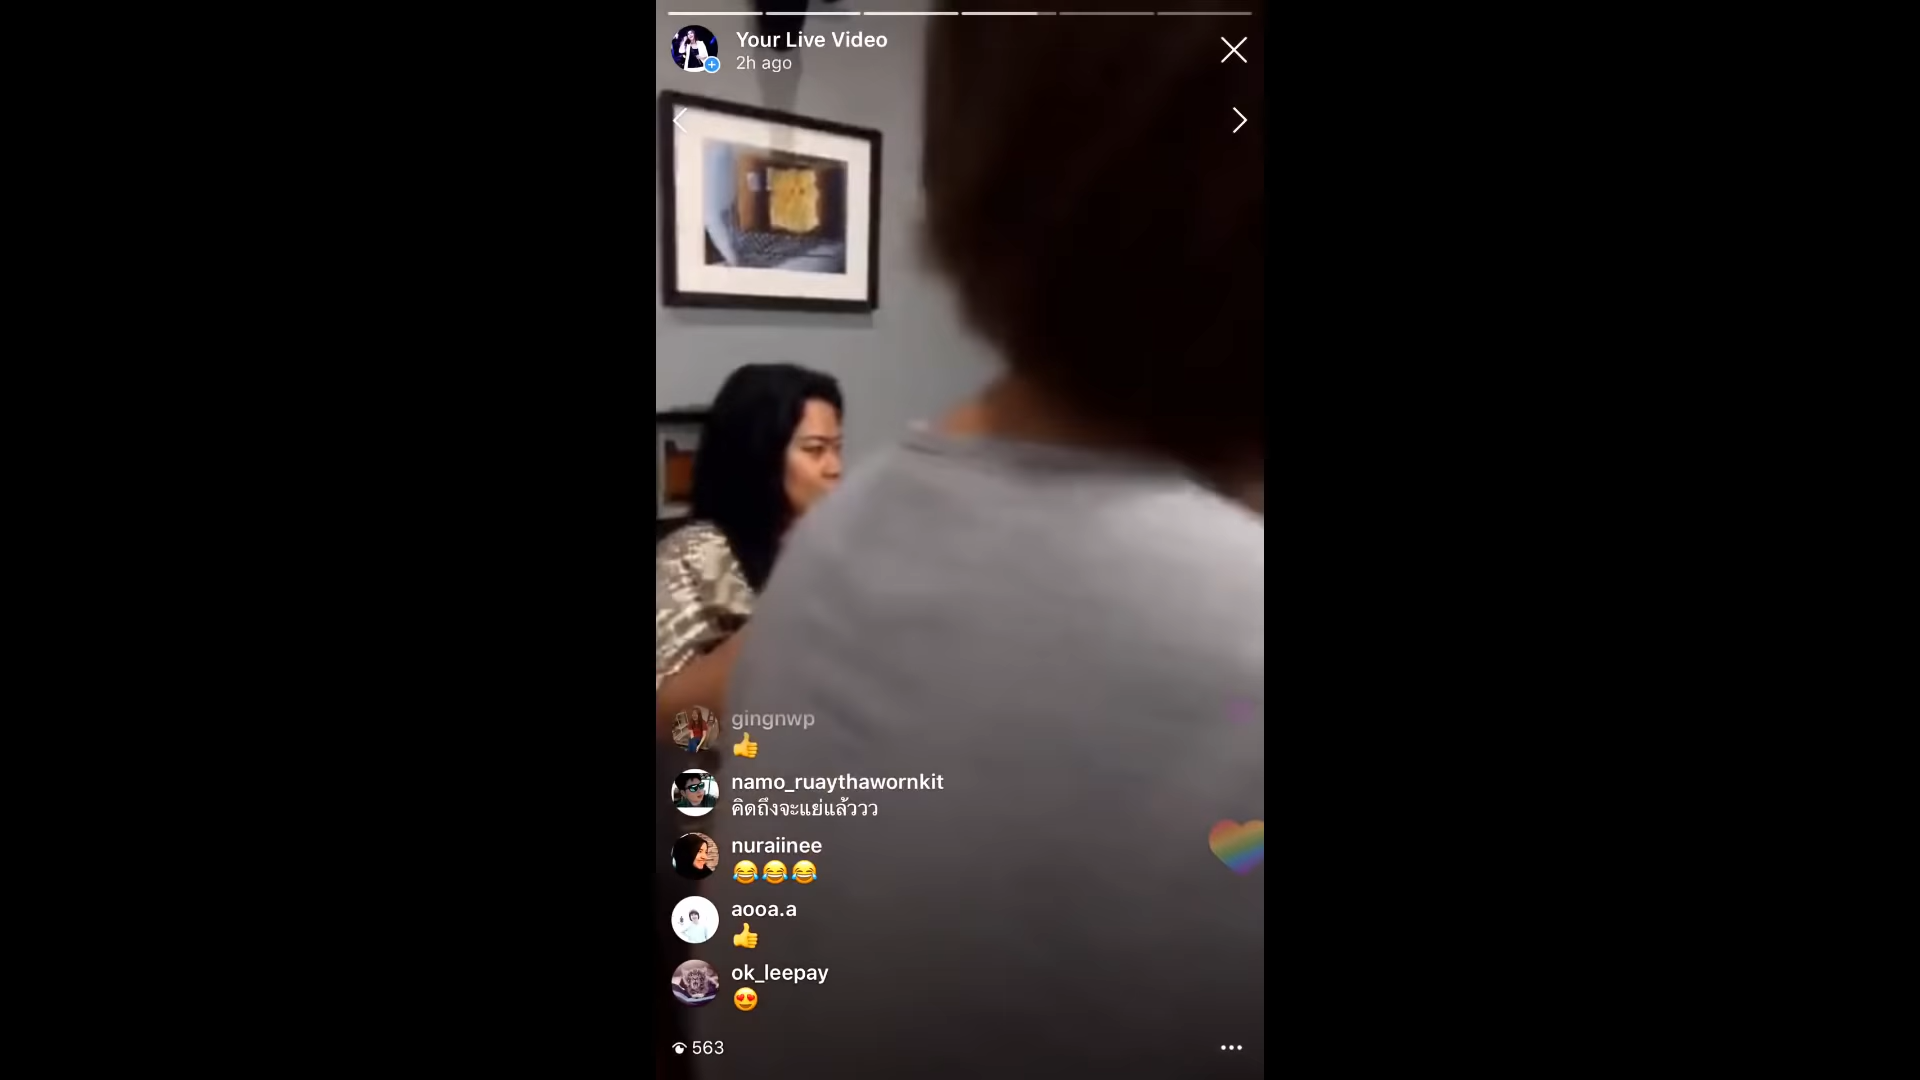 Your Live Video
2h ago
gingnwp
👍
namo_ruaythawornkit
คิดถึงจะแย่แล้ววว
nuraiinee
😂😂😂
aooa.a
👍
ok_leepay
😍
563